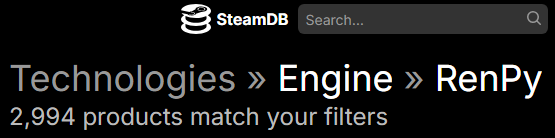 SteamDB Search...
Technologies » Engine » RenPy
2,994 products match your filters